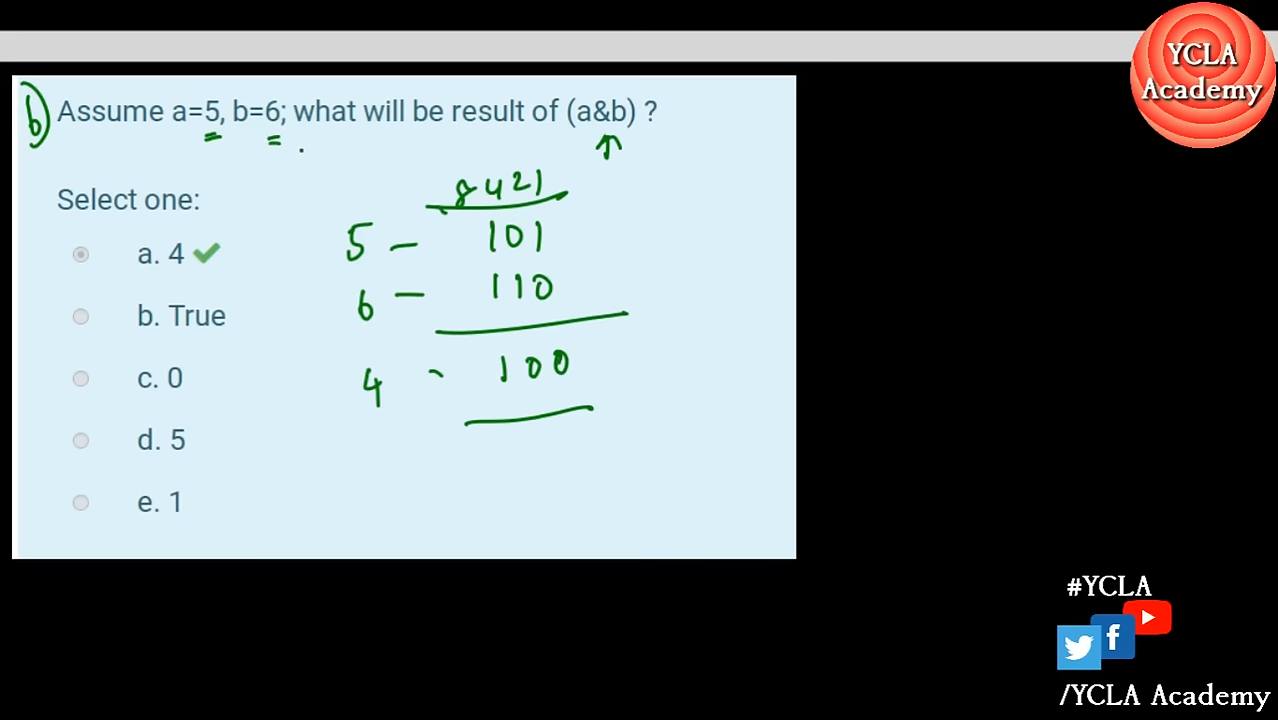 YCLA
Academy
b) Assume a=5, b=6; what will be result of (a&b) ?
Select one:
8421
5 - 101
a. 4
6 - 110
b. True
4 - 100
c. 0
d. 5
e. 1
#YCLA
f
/YCLA Academy